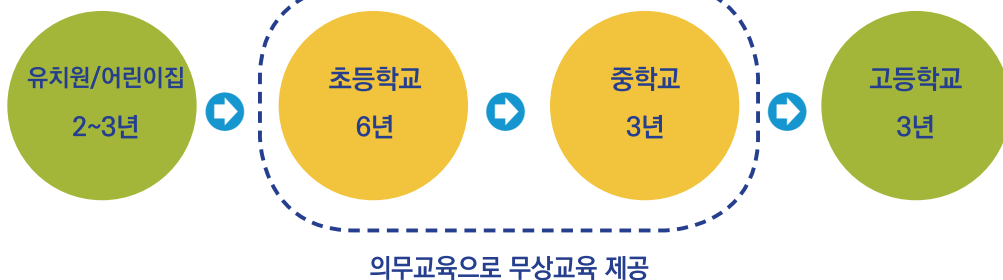 유치원/어린이집
2~3년
초등학교
6년
중학교
3년
고등학교
3년
의무교육으로 무상교육 제공